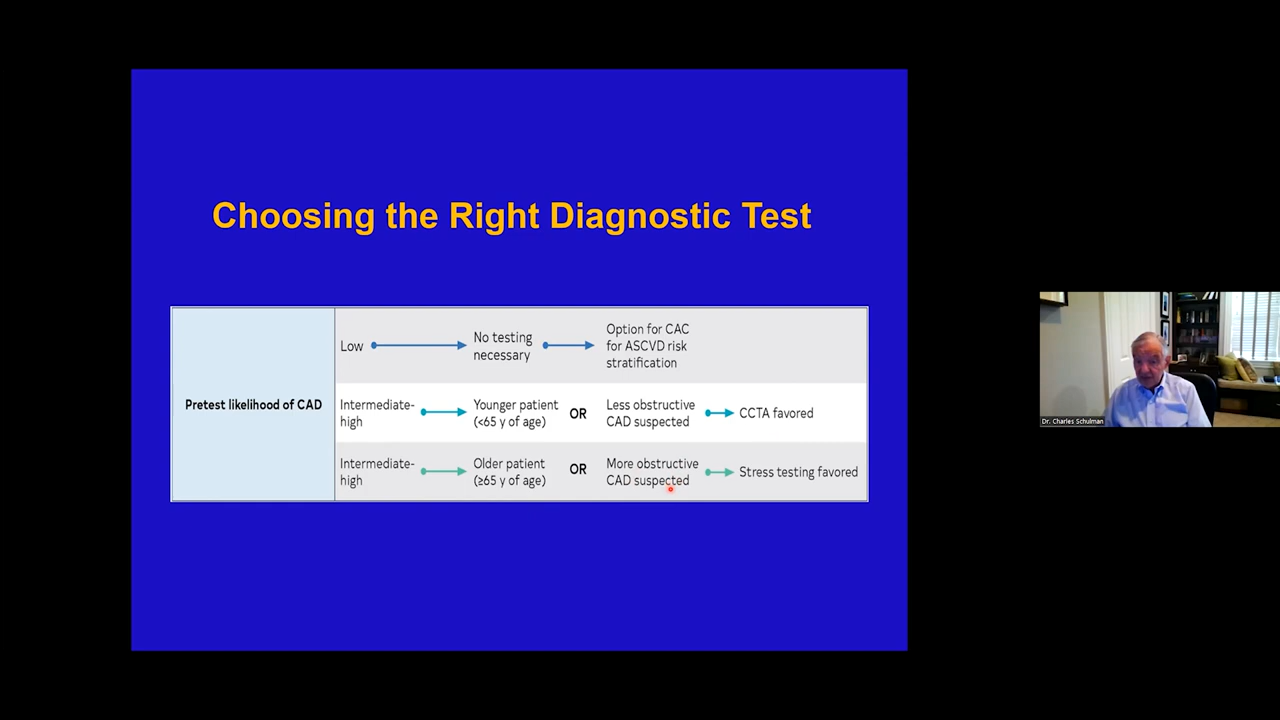 Choosing the Right Diagnostic Test
Pretest likelihood of CAD
Low
No testing
necessary
Option for CAC
for ASCVD risk
stratification
Intermediate-
high
Younger patient
(<65 y of age)
OR
Less obstructive
CAD suspected
CCTA favored
Intermediate-
high
Older patient
(≥65 y of age)
OR
More obstructive
CAD suspected
Stress testing favored
Dr. Charles Schulman